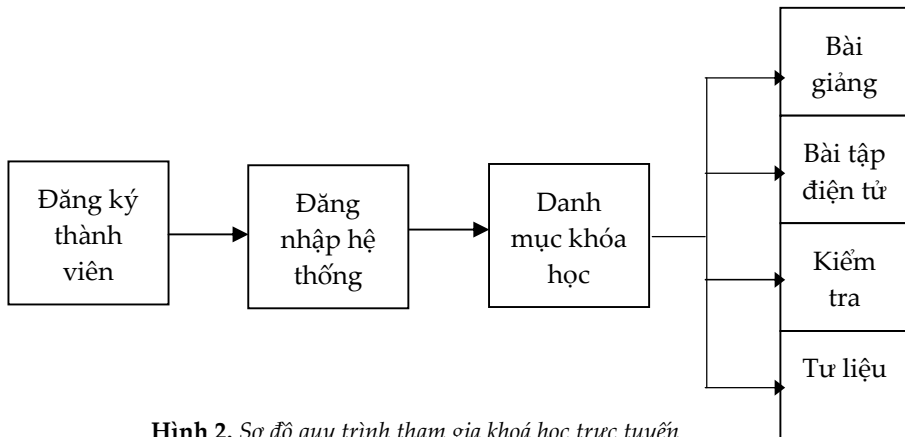 Đăng ký
thành
viên
Đăng
nhập hệ
thống
Danh
mục khóa
học
Bài
giảng
Bài tập
điện tử
Kiểm
tra
Tư liệu
Hình 2. Sơ đồ quy trình tham gia khoá học trực tuyến